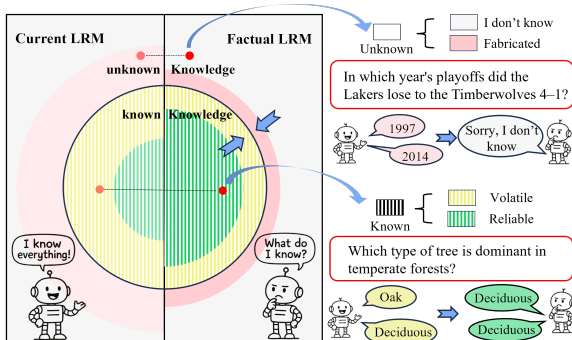 Current LRM
Factual LRM
unknown Knowledge
known Knowledge
I know
everything!
What do
I know?
Unknown
I don't know
Fabricated
In which year's playoffs did the
Lakers lose to the Timberwolves 4–1?
1997
2014
Sorry, I don't
know
Known
Volatile
Reliable
Which type of tree is dominant in
temperate forests?
Oak
Deciduous
Deciduous
Deciduous